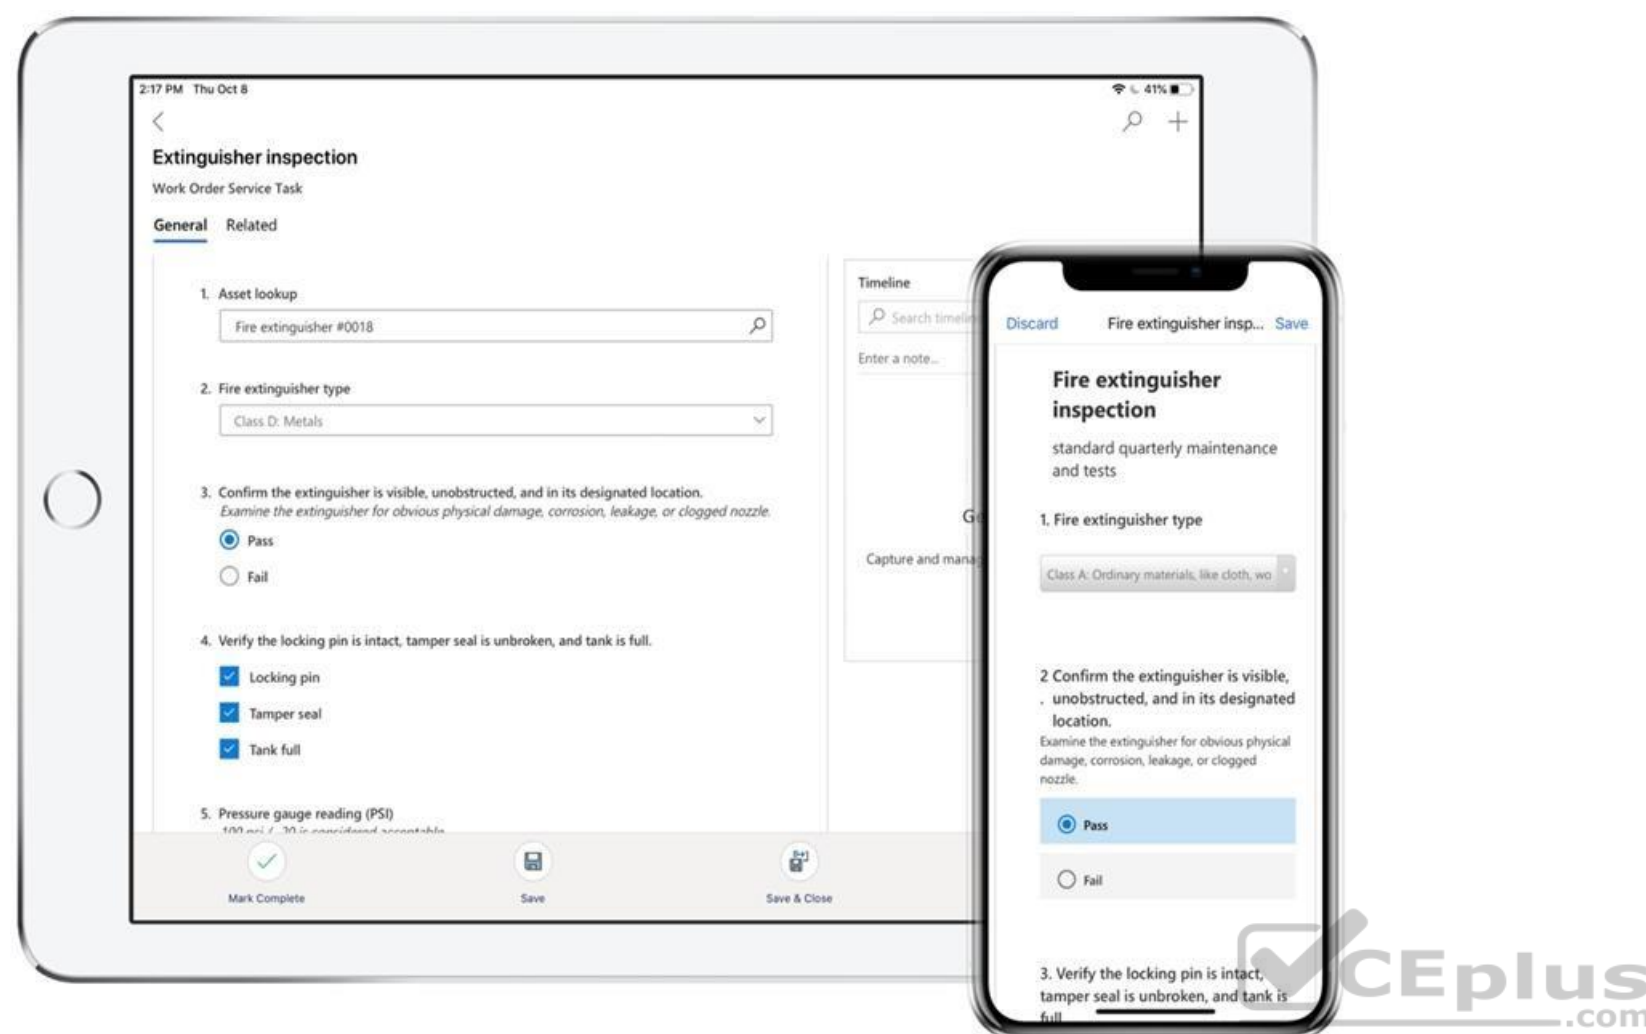 2:17 PM Thu Oct 8
41%
Extinguisher inspection
Work Order Service Task
General Related
1. Asset lookup
Fire extinguisher #0018
2. Fire extinguisher type
Class D: Metals
3. Confirm the extinguisher is visible, unobstructed, and in its designated location.
Examine the extinguisher for obvious physical damage, corrosion, leakage, or clogged nozzle.
Pass
Fail
4. Verify the locking pin is intact, tamper seal is unbroken, and tank is full.
Locking pin
Tamper seal
Tank full
5. Pressure gauge reading (PSI)
Mark Complete
Save
Save & Close
Timeline
Search timelin
Enter a note...
Ge
Capture and manag
Discard
Fire extinguisher insp...
Save
Fire extinguisher
inspection
standard quarterly maintenance
and tests
1. Fire extinguisher type
Class A: Ordinary materials, like cloth, wo
2 Confirm the extinguisher is visible,
. unobstructed, and in its designated
location.
Examine the extinguisher for obvious physical
damage, corrosion, leakage, or clogged
nozzle.
Pass
Fail
3. Verify the locking pin is intact,
tamper seal is unbroken, and tank is
full
CEplus
.com